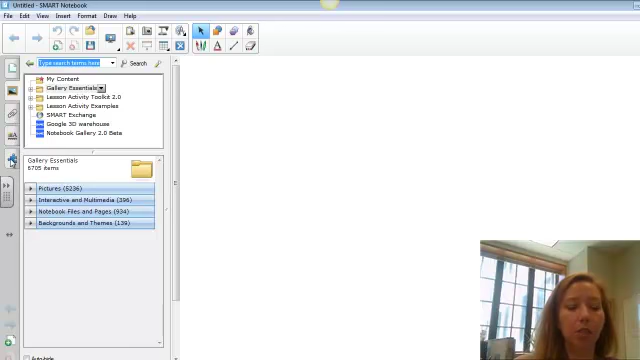 Untitled - SMART Notebook
File Edit View Insert Format Draw Help
Type search terms here
Search
My Content
Gallery Essentials
Lesson Activity Toolkit 2.0
Lesson Activity Examples
SMART Exchange
Google 3D warehouse
Notebook Gallery 2.0 Beta
Gallery Essentials
6705 items
Pictures (5236)
Interactive and Multimedia (396)
Notebook Files and Pages (934)
Backgrounds and Themes (139)
Auto-hide